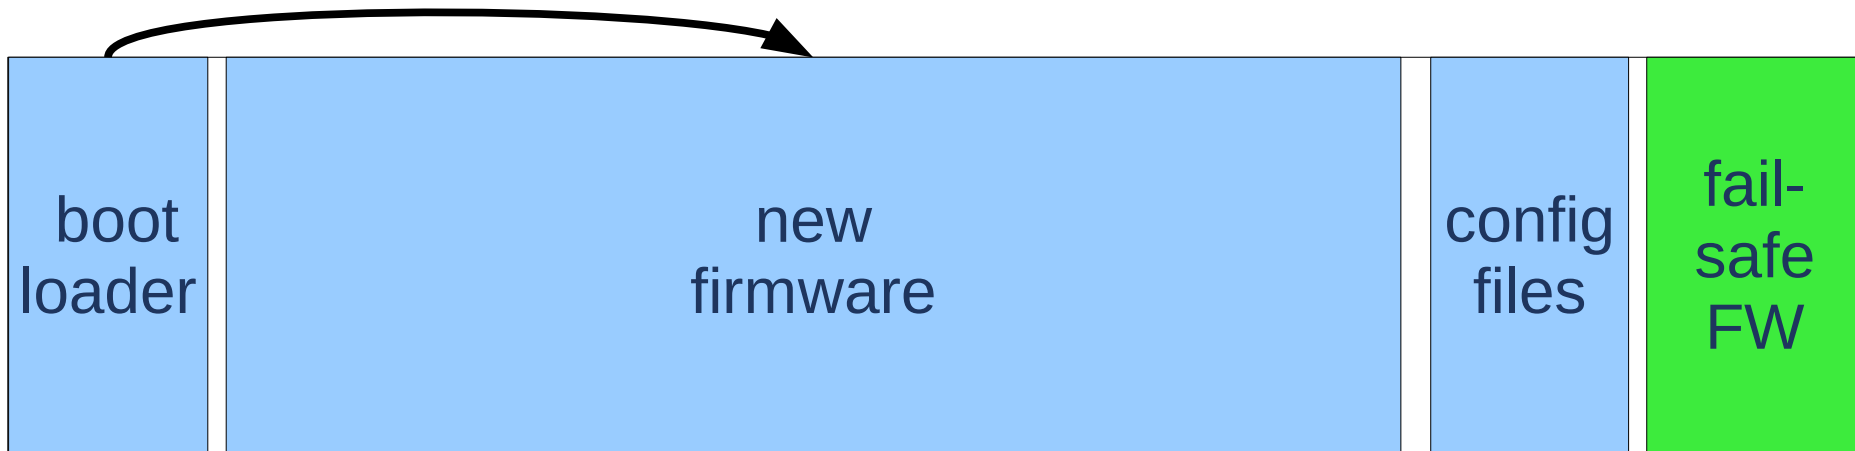 boot
loader
new
firmware
config
files
fail-
safe
FW